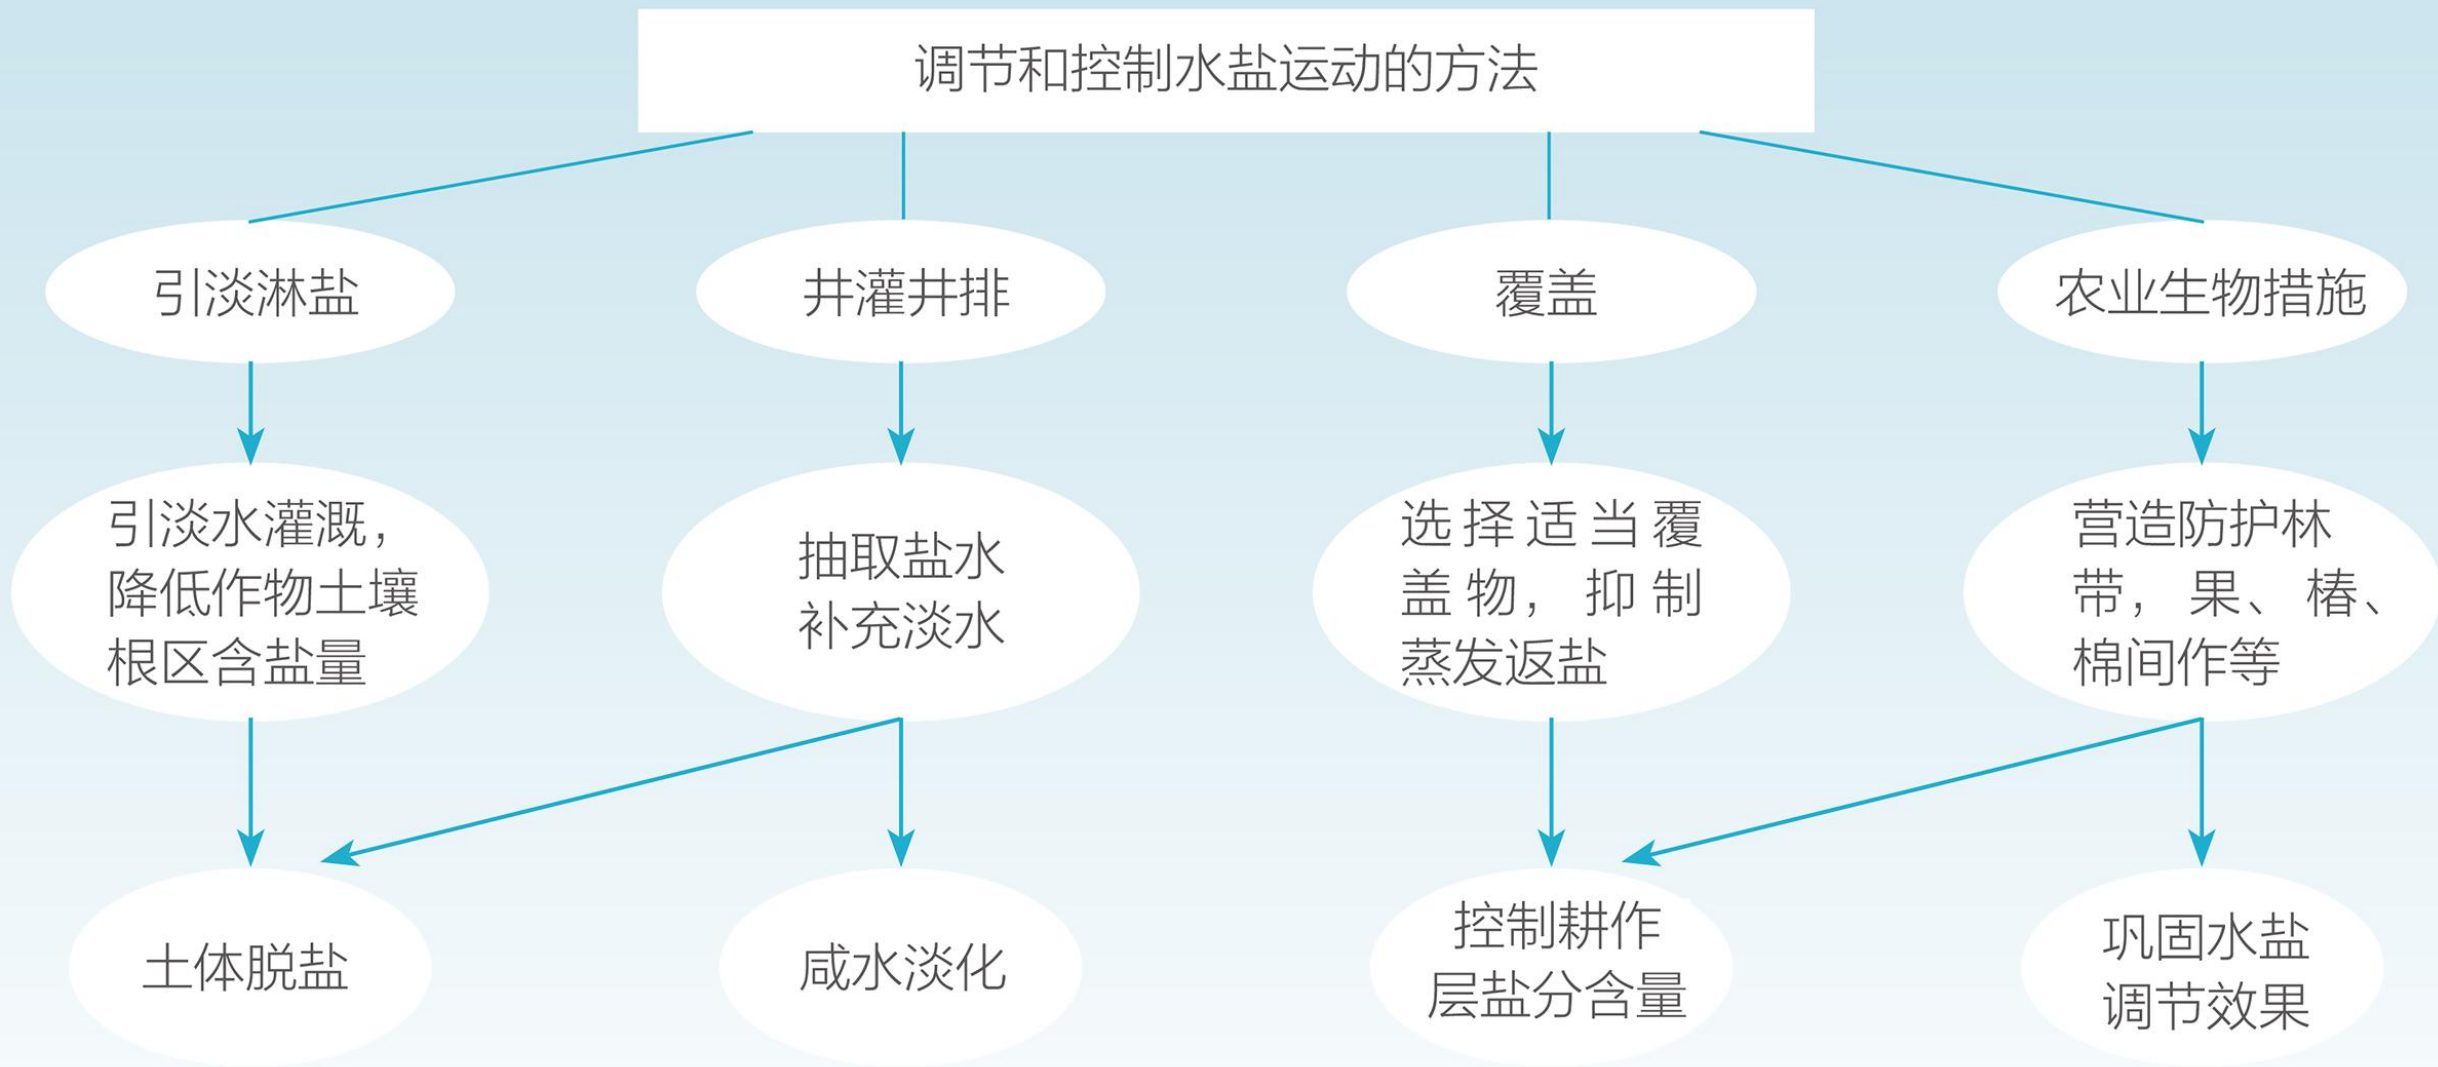 调节和控制水盐运动的方法
引淡淋盐
井灌井排
覆盖
农业生物措施
引淡水灌溉，
降低作物土壤
根区含盐量
抽取盐水
补充淡水
选择适当覆
盖物，抑制
蒸发返盐
营造防护林
带，果、椿、
棉间作等
土体脱盐
咸水淡化
控制耕作
层盐分含量
巩固水盐
调节效果